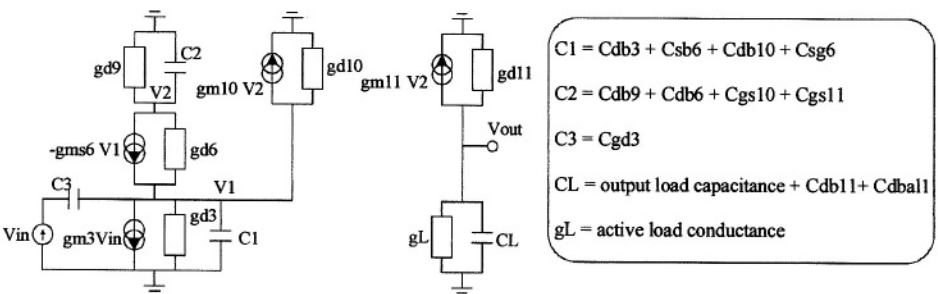 gd9
C2
V2
gm10 V2
gd10
gm11 V2
gd11
Vout
-gms6 V1
gd6
C3
V1
Vin
gm3Vin
gd3
C1
gL
CL
C1 = Cdb3 + Csb6 + Cdb10 + Csg6
C2 = Cdb9 + Cdb6 + Cgs10 + Cgs11
C3 = Cgd3
CL = output load capacitance + Cdb11+ Cdbal1
gL = active load conductance